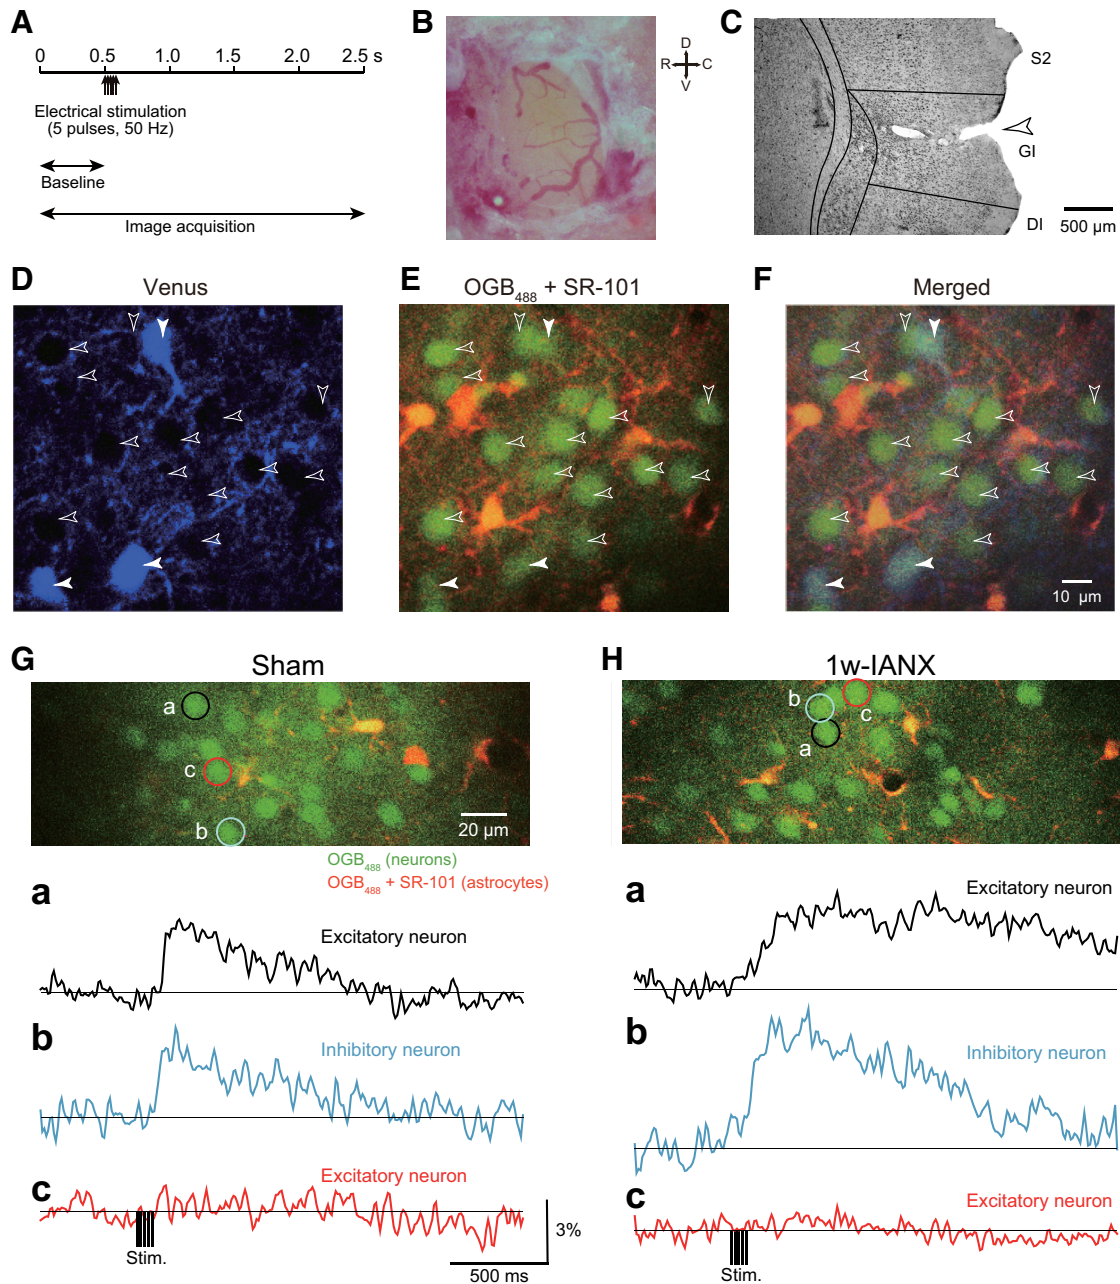 A
0 0.5 1.0 1.5 2.0 2.5 s
Electrical stimulation
(5 pulses, 50 Hz)
Baseline
Image acquisition
B
D
R C
V
C
S2
GI
DI
500 µm
D
Venus
E
OGB488 + SR-101
F
Merged
10 µm
G
Sham
a
c
b
20 µm
OGB488 (neurons)
OGB488 + SR-101 (astrocytes)
a
Excitatory neuron
b
Inhibitory neuron
c
Excitatory neuron
Stim.
3%
500 ms
H
1w-IANX
b
c
a
a
Excitatory neuron
b
Inhibitory neuron
c
Excitatory neuron
Stim.